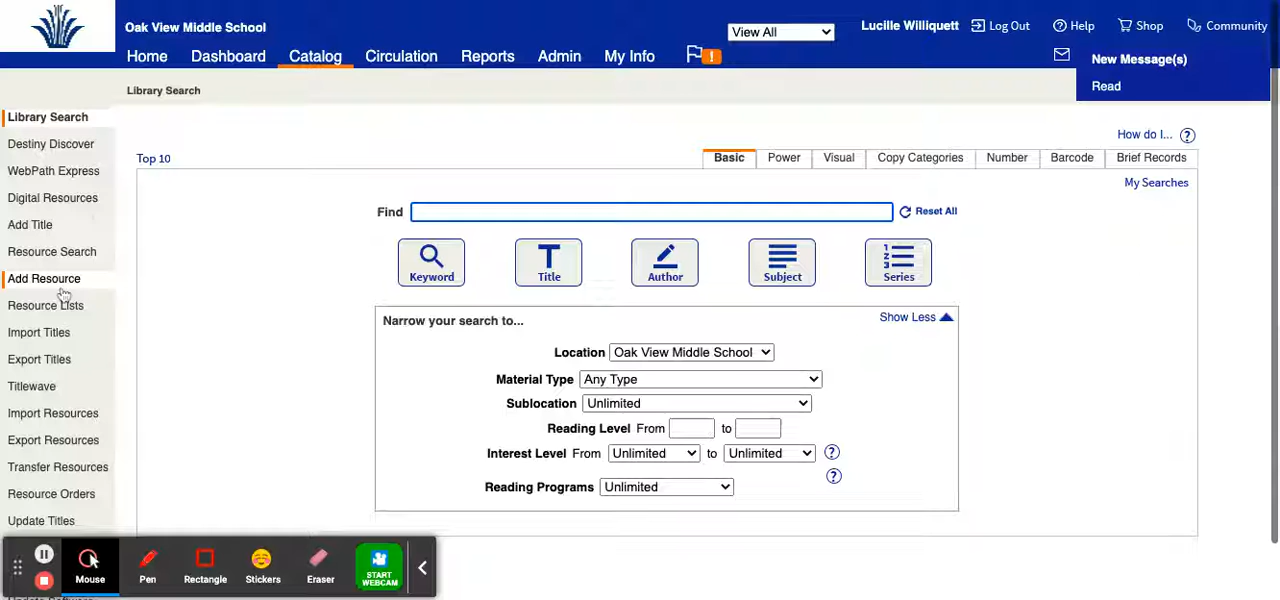 Oak View Middle School
View All
Lucille Williquett
Log Out
Help
Shop
Community
Home
Dashboard
Catalog
Circulation
Reports
Admin
My Info
!
New Message(s)
Read
Library Search
Library Search
Destiny Discover
WebPath Express
Digital Resources
Add Title
Resource Search
Add Resource
Resource Lists
Import Titles
Export Titles
Titlewave
Import Resources
Export Resources
Transfer Resources
Resource Orders
Update Titles
How do I... ?
Top 10
Basic
Power
Visual
Copy Categories
Number
Barcode
Brief Records
My Searches
Find
Reset All
Keyword
Title
Author
Subject
1 2 3 Series
Narrow your search to...
Show Less
Location Oak View Middle School
Material Type Any Type
Sublocation Unlimited
Reading Level From to
Interest Level From Unlimited to Unlimited ?
?
Reading Programs Unlimited
Mouse
Pen
Rectangle
Stickers
Eraser
START
WEBCAM